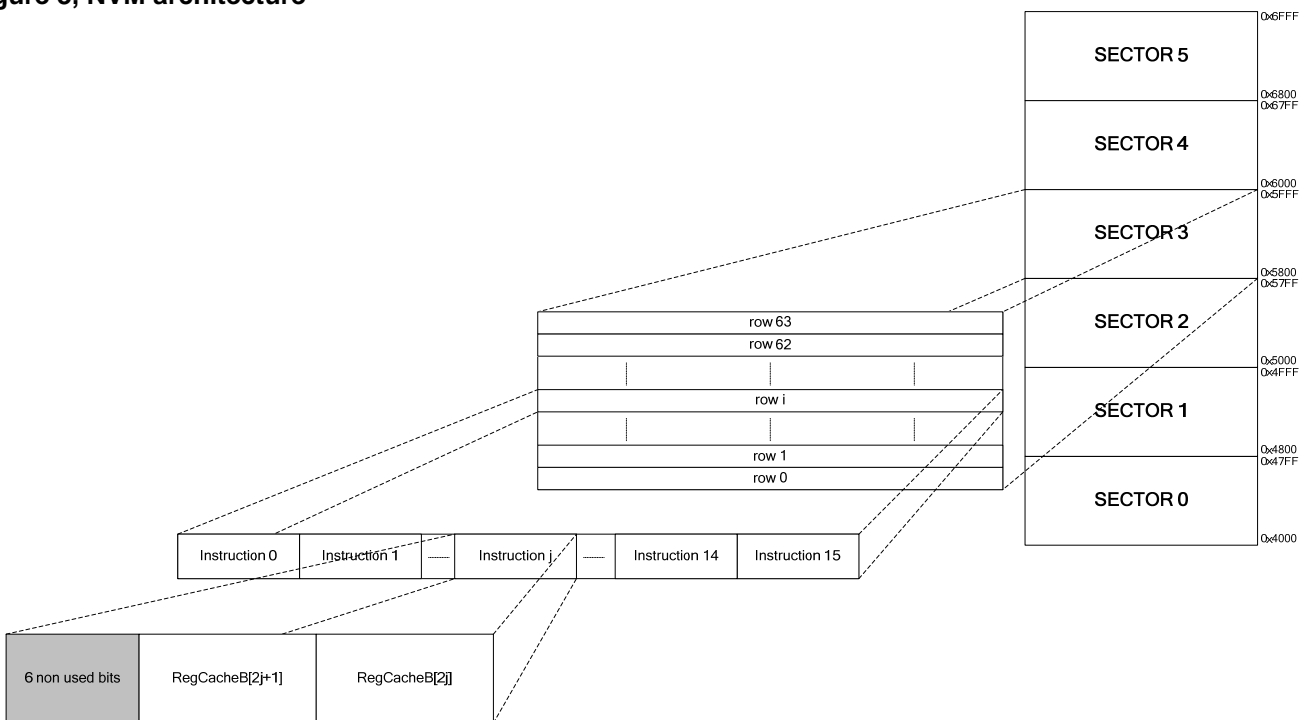 SECTOR 5
0x6FFF
0x6800
SECTOR 4
0x67FF
0x6000
SECTOR 3
0x5FFF
0x5800
SECTOR 2
0x57FF
0x5000
SECTOR 1
0x4FFF
0x4800
SECTOR 0
0x47FF
0x4000
row 63
row 62
row i
row 1
row 0
Instruction 0
Instruction 1
Instruction j
Instruction 14
Instruction 15
6 non used bits
RegCacheB[2j+1]
RegCacheB[2j]